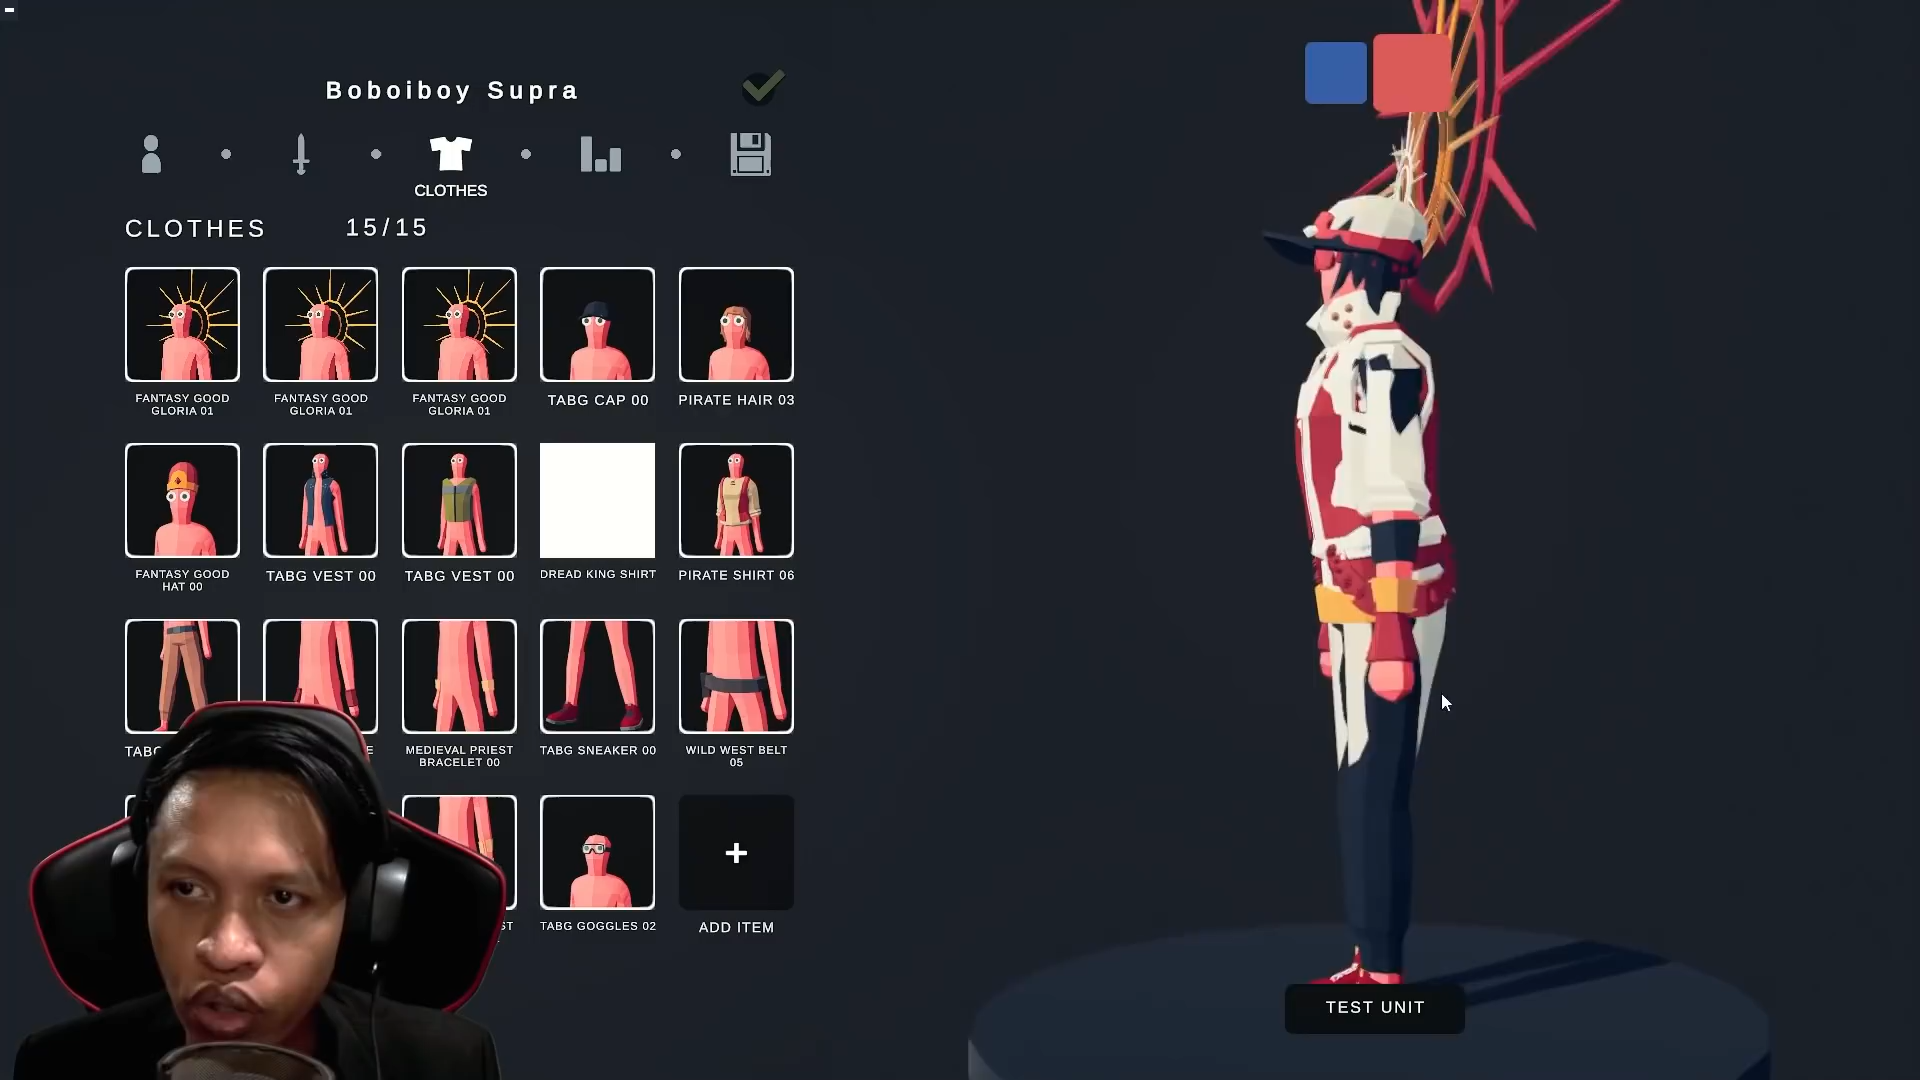 Boboiboy Supra
CLOTHES
CLOTHES 15/15
FANTASY GOOD
GLORIA 01
FANTASY GOOD
GLORIA 01
FANTASY GOOD
GLORIA 01
TABG CAP 00
PIRATE HAIR 03
FANTASY GOOD
HAT 00
TABG VEST 00
TABG VEST 00
DREAD KING SHIRT
PIRATE SHIRT 06
MEDIEVAL PRIEST
BRACELET 00
TABG SNEAKER 00
WILD WEST BELT
05
TABG GOGGLES 02
ADD ITEM
TEST UNIT